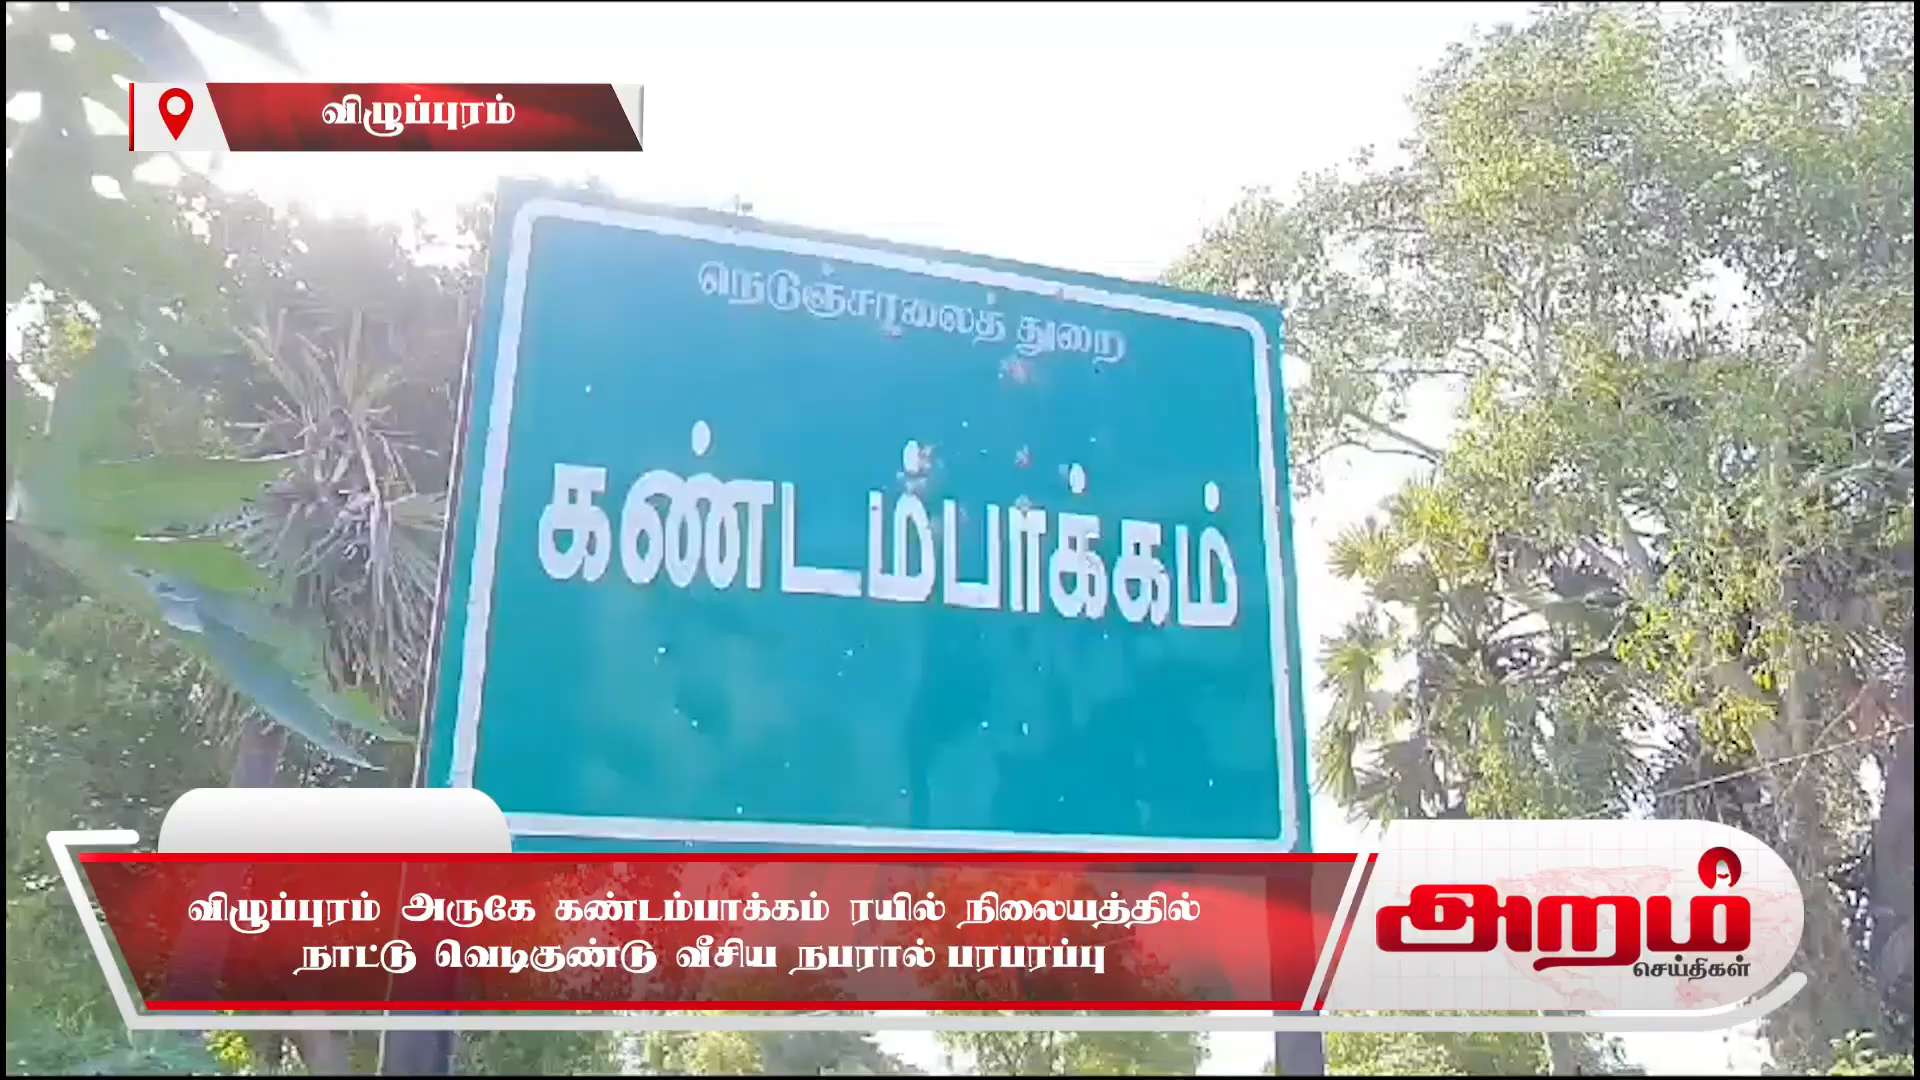 விழுப்புரம்
நெடுஞ்சாலைத் துறை
கண்டம்பாக்கம்
விழுப்புரம் அருகே கண்டம்பாக்கம் ரயில் நிலையத்தில்
நாட்டு வெடிகுண்டு வீசிய நபரால் பரபரப்பு
அறம்
செய்திகள்